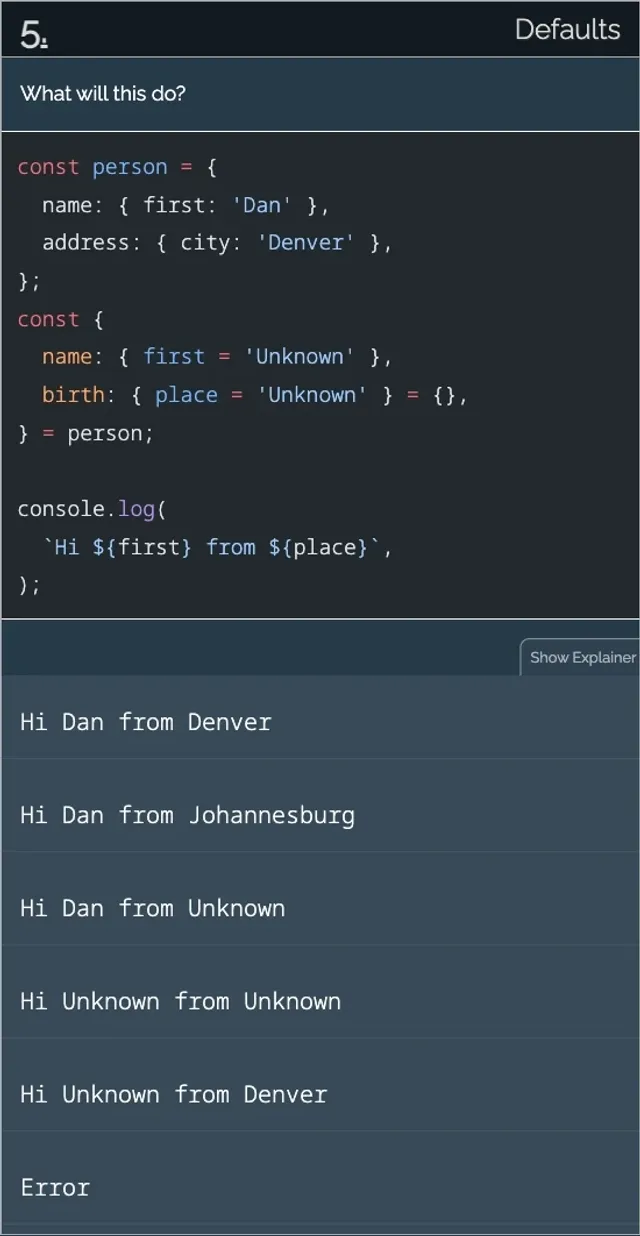 5.
Defaults
What will this do?
const person = {
  name: { first: 'Dan' },
  address: { city: 'Denver' },
};
const {
  name: { first = 'Unknown' },
  birth: { place = 'Unknown' } = {},
} = person;
console.log(
  `Hi ${first} from ${place}`,
);
Show Explainer
Hi Dan from Denver
Hi Dan from Johannesburg
Hi Dan from Unknown
Hi Unknown from Unknown
Hi Unknown from Denver
Error